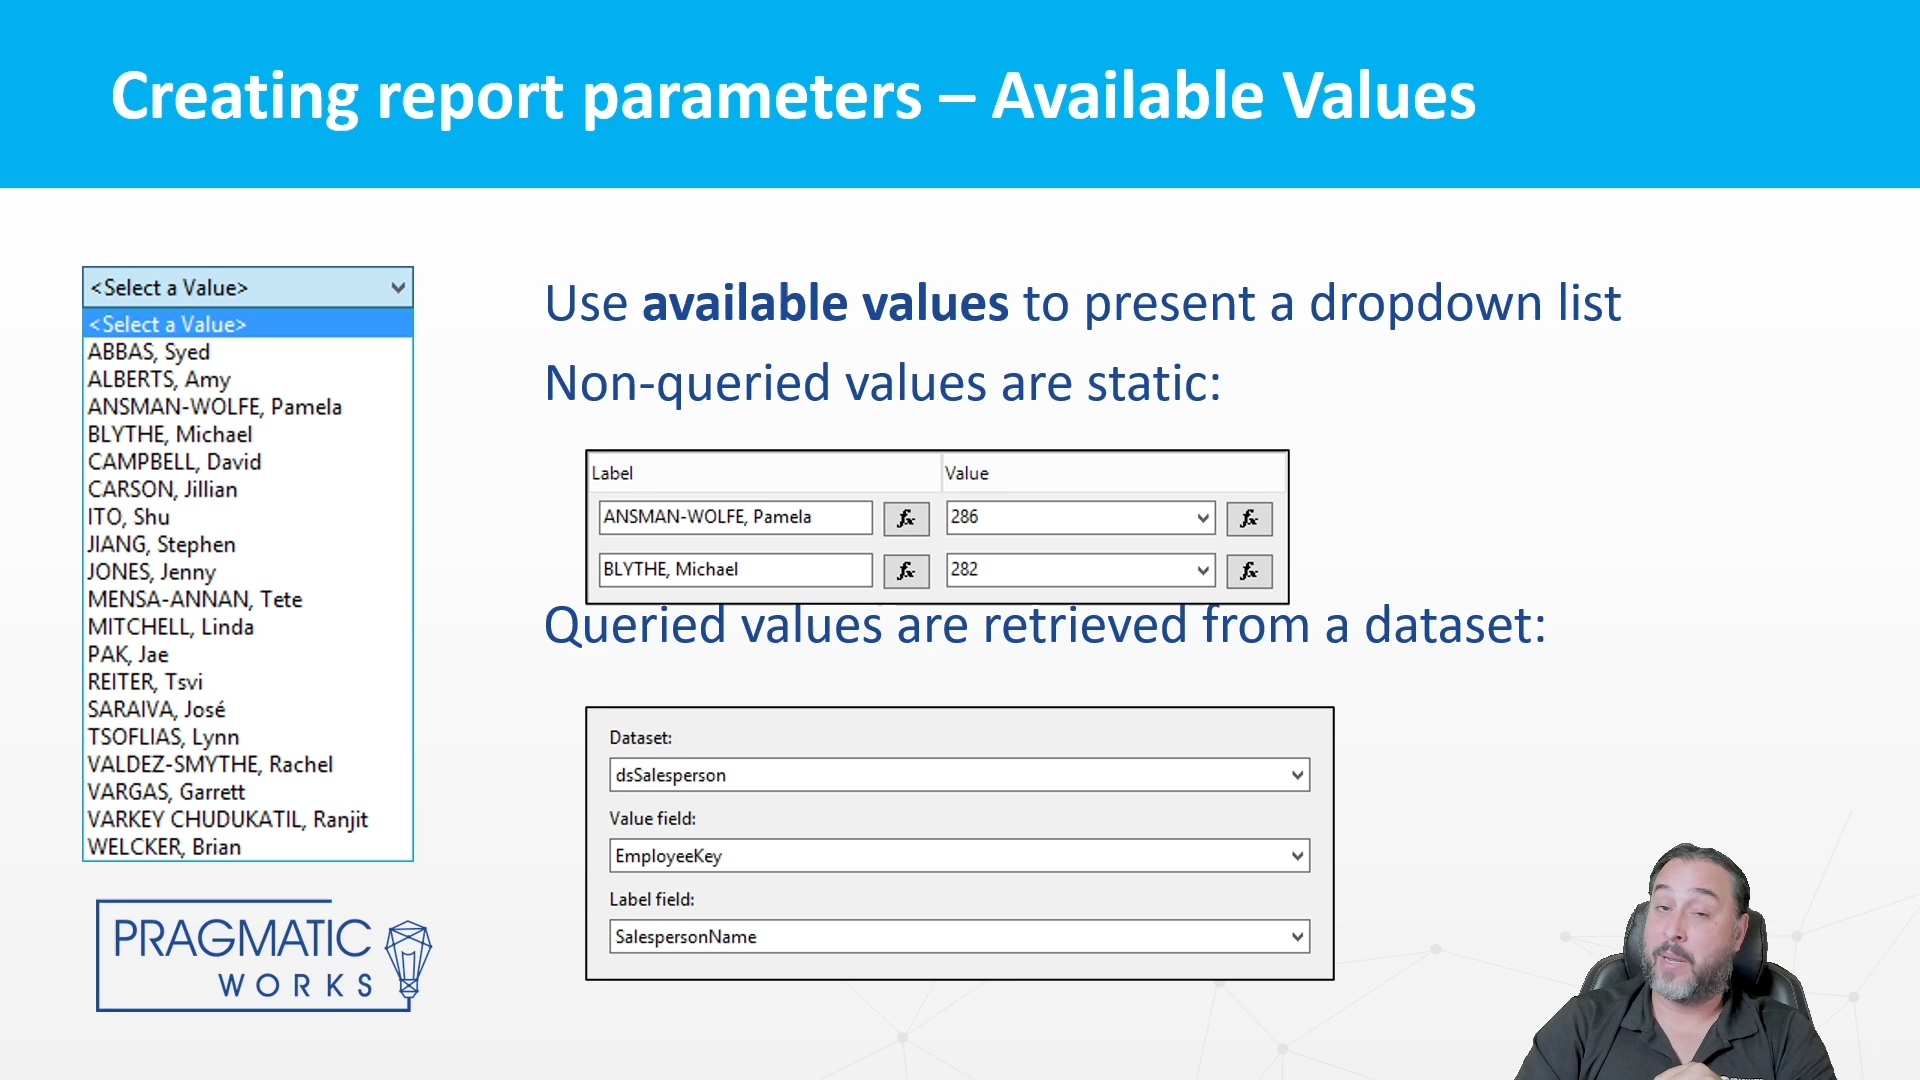 Creating report parameters – Available Values
<Select a Value>
<Select a Value>
ABBAS, Syed
ALBERTS, Amy
ANSMAN-WOLFE, Pamela
BLYTHE, Michael
CAMPBELL, David
CARSON, Jillian
ITO, Shu
JIANG, Stephen
JONES, Jenny
MENSA-ANNAN, Tete
MITCHELL, Linda
PAK, Jae
REITER, Tsvi
SARAIVA, José
TSOFLIAS, Lynn
VALDEZ-SMYTHE, Rachel
VARGAS, Garrett
VARKEY CHUDUKATIL, Ranjit
WELCKER, Brian
PRAGMATIC
WORKS
Use available values to present a dropdown list
Non-queried values are static:
Label Value
ANSMAN-WOLFE, Pamela fx 286 fx
BLYTHE, Michael fx 282 fx
Queried values are retrieved from a dataset:
Dataset:
dsSalesperson
Value field:
EmployeeKey
Label field:
SalespersonName